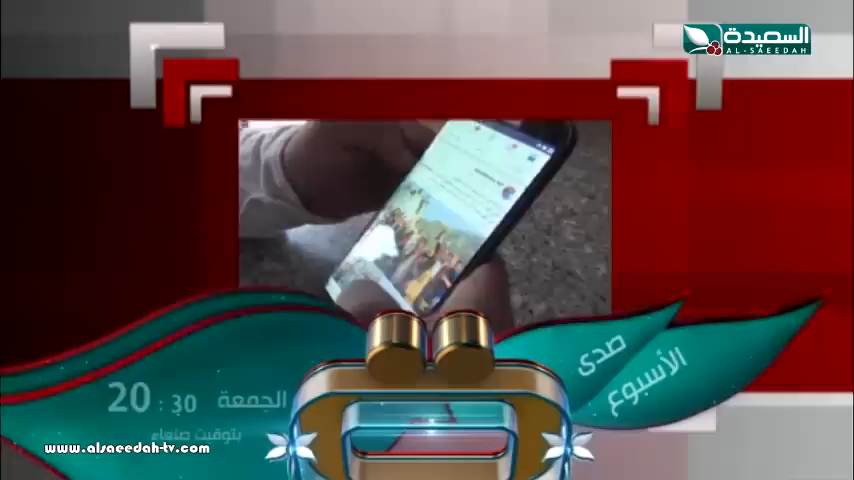 السعيدة
AL-SAEEDAH
صدى
الأسبوع
الجمعة 20:30
بتوقيت صنعاء
www.alsaeedah-tv.com